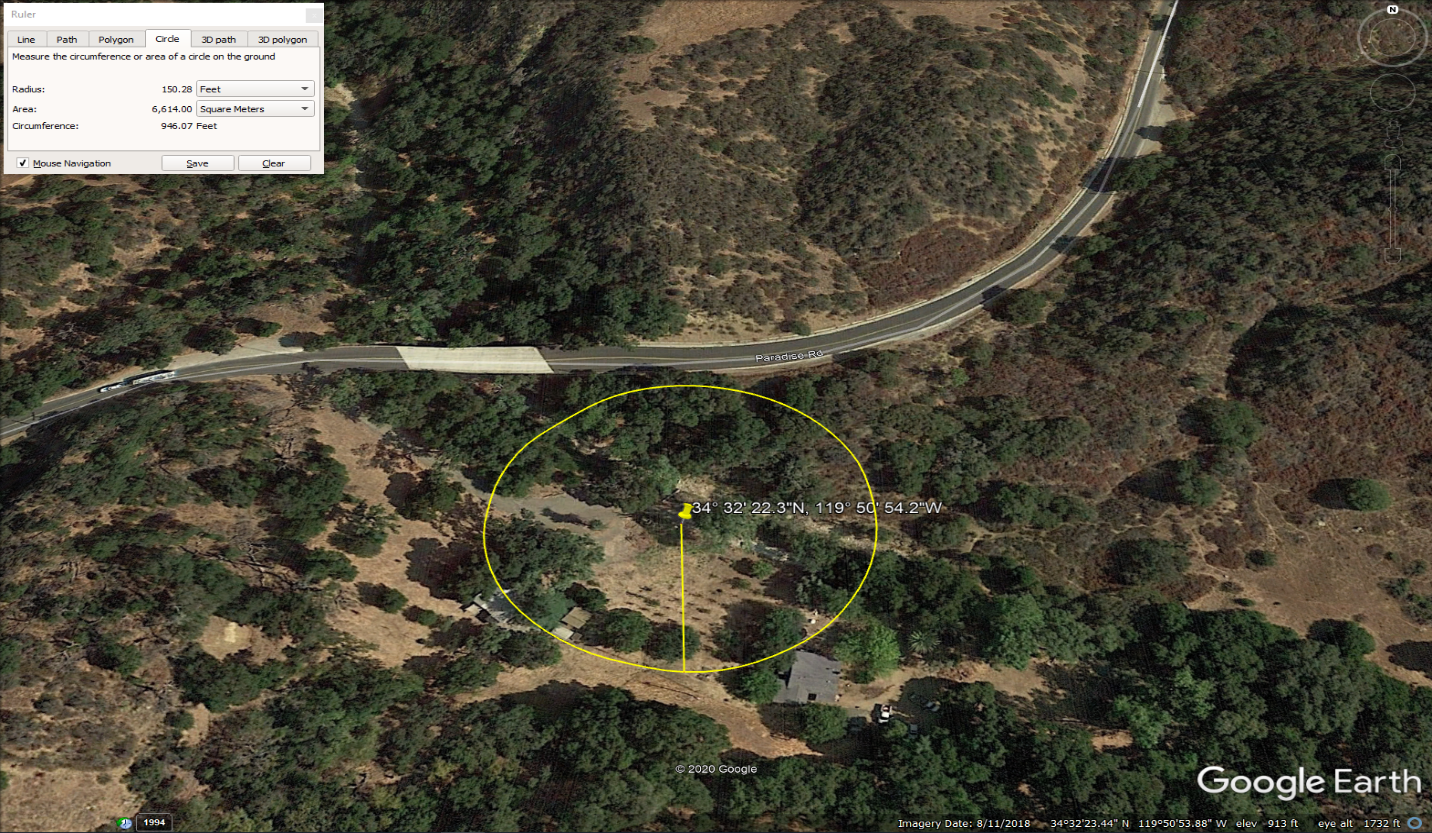 Ruler
Line Path Polygon Circle 3D path 3D polygon
Measure the circumference or area of a circle on the ground
Radius: 150.28 Feet
Area: 6,614.00 Square Meters
Circumference: 946.07 Feet
Mouse Navigation Save Clear
N
Paradise Rd
34° 32' 22.3"N, 119° 50' 54.2"W
© 2020 Google
Google Earth
1994
Imagery Date: 8/11/2018 34°32'23.44" N 119°50'53.88" W elev 913 ft eye alt 1732 ft